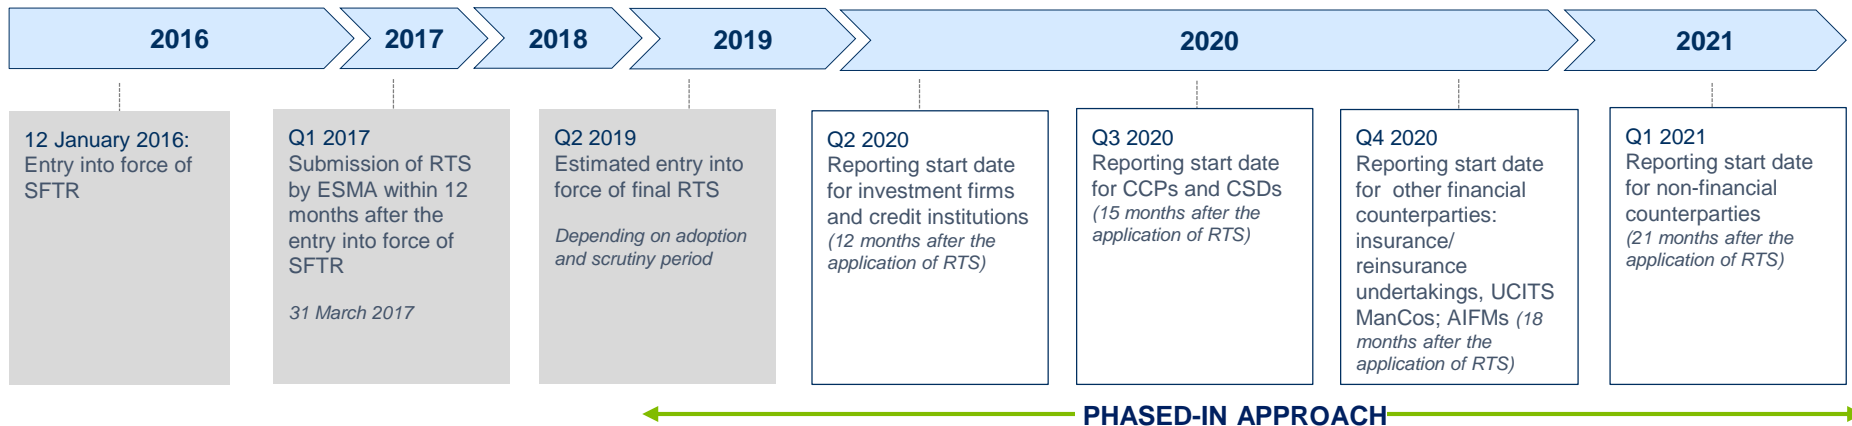 2016
2017
2018
2019
2020
2021
12 January 2016:
Entry into force of
SFTR
Q1 2017
Submission of RTS
by ESMA within 12
months after the
entry into force of
SFTR
31 March 2017
Q2 2019
Estimated entry into
force of final RTS
Depending on adoption
and scrutiny period
Q2 2020
Reporting start date
for investment firms
and credit institutions
(12 months after the
application of RTS)
Q3 2020
Reporting start date
for CCPs and CSDs
(15 months after the
application of RTS)
Q4 2020
Reporting start date
for other financial
counterparties:
insurance/
reinsurance
undertakings, UCITS
ManCos; AIFMs (18
months after the
application of RTS)
Q1 2021
Reporting start date
for non-financial
counterparties
(21 months after the
application of RTS)
PHASED-IN APPROACH